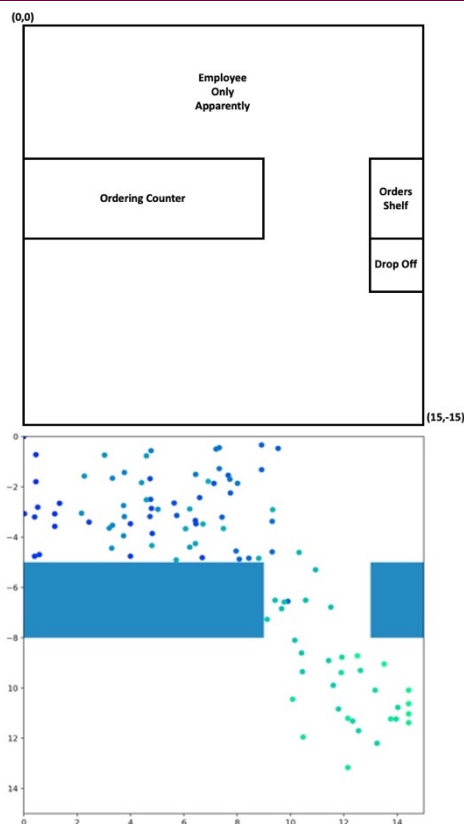 (0,0)
Employee
Only
Apparently
Ordering Counter
Orders
Shelf
Drop Off
(15,-15)
0
−2
−4
−6
−8
10
12
14
0
2
4
6
8
10
12
14